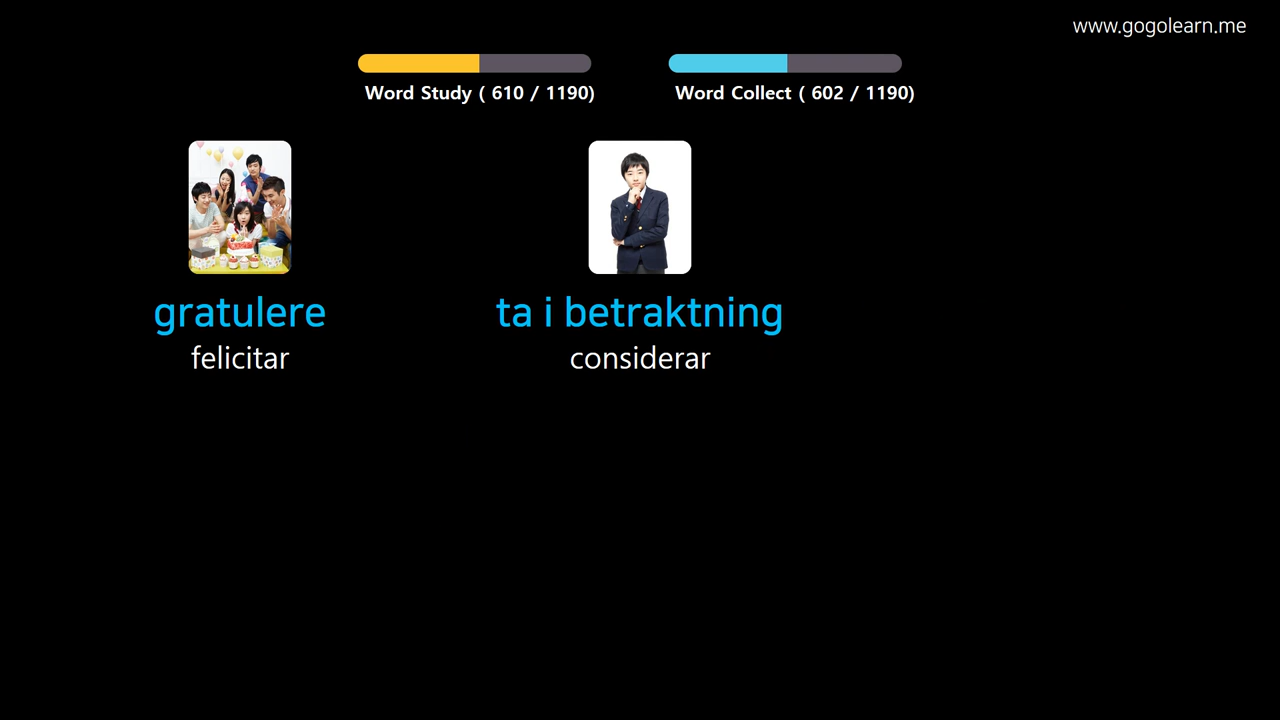 www.gogolearn.me
Word Study ( 610 / 1190)
Word Collect ( 602 / 1190)
gratulere
felicitar
ta i betraktning
considerar